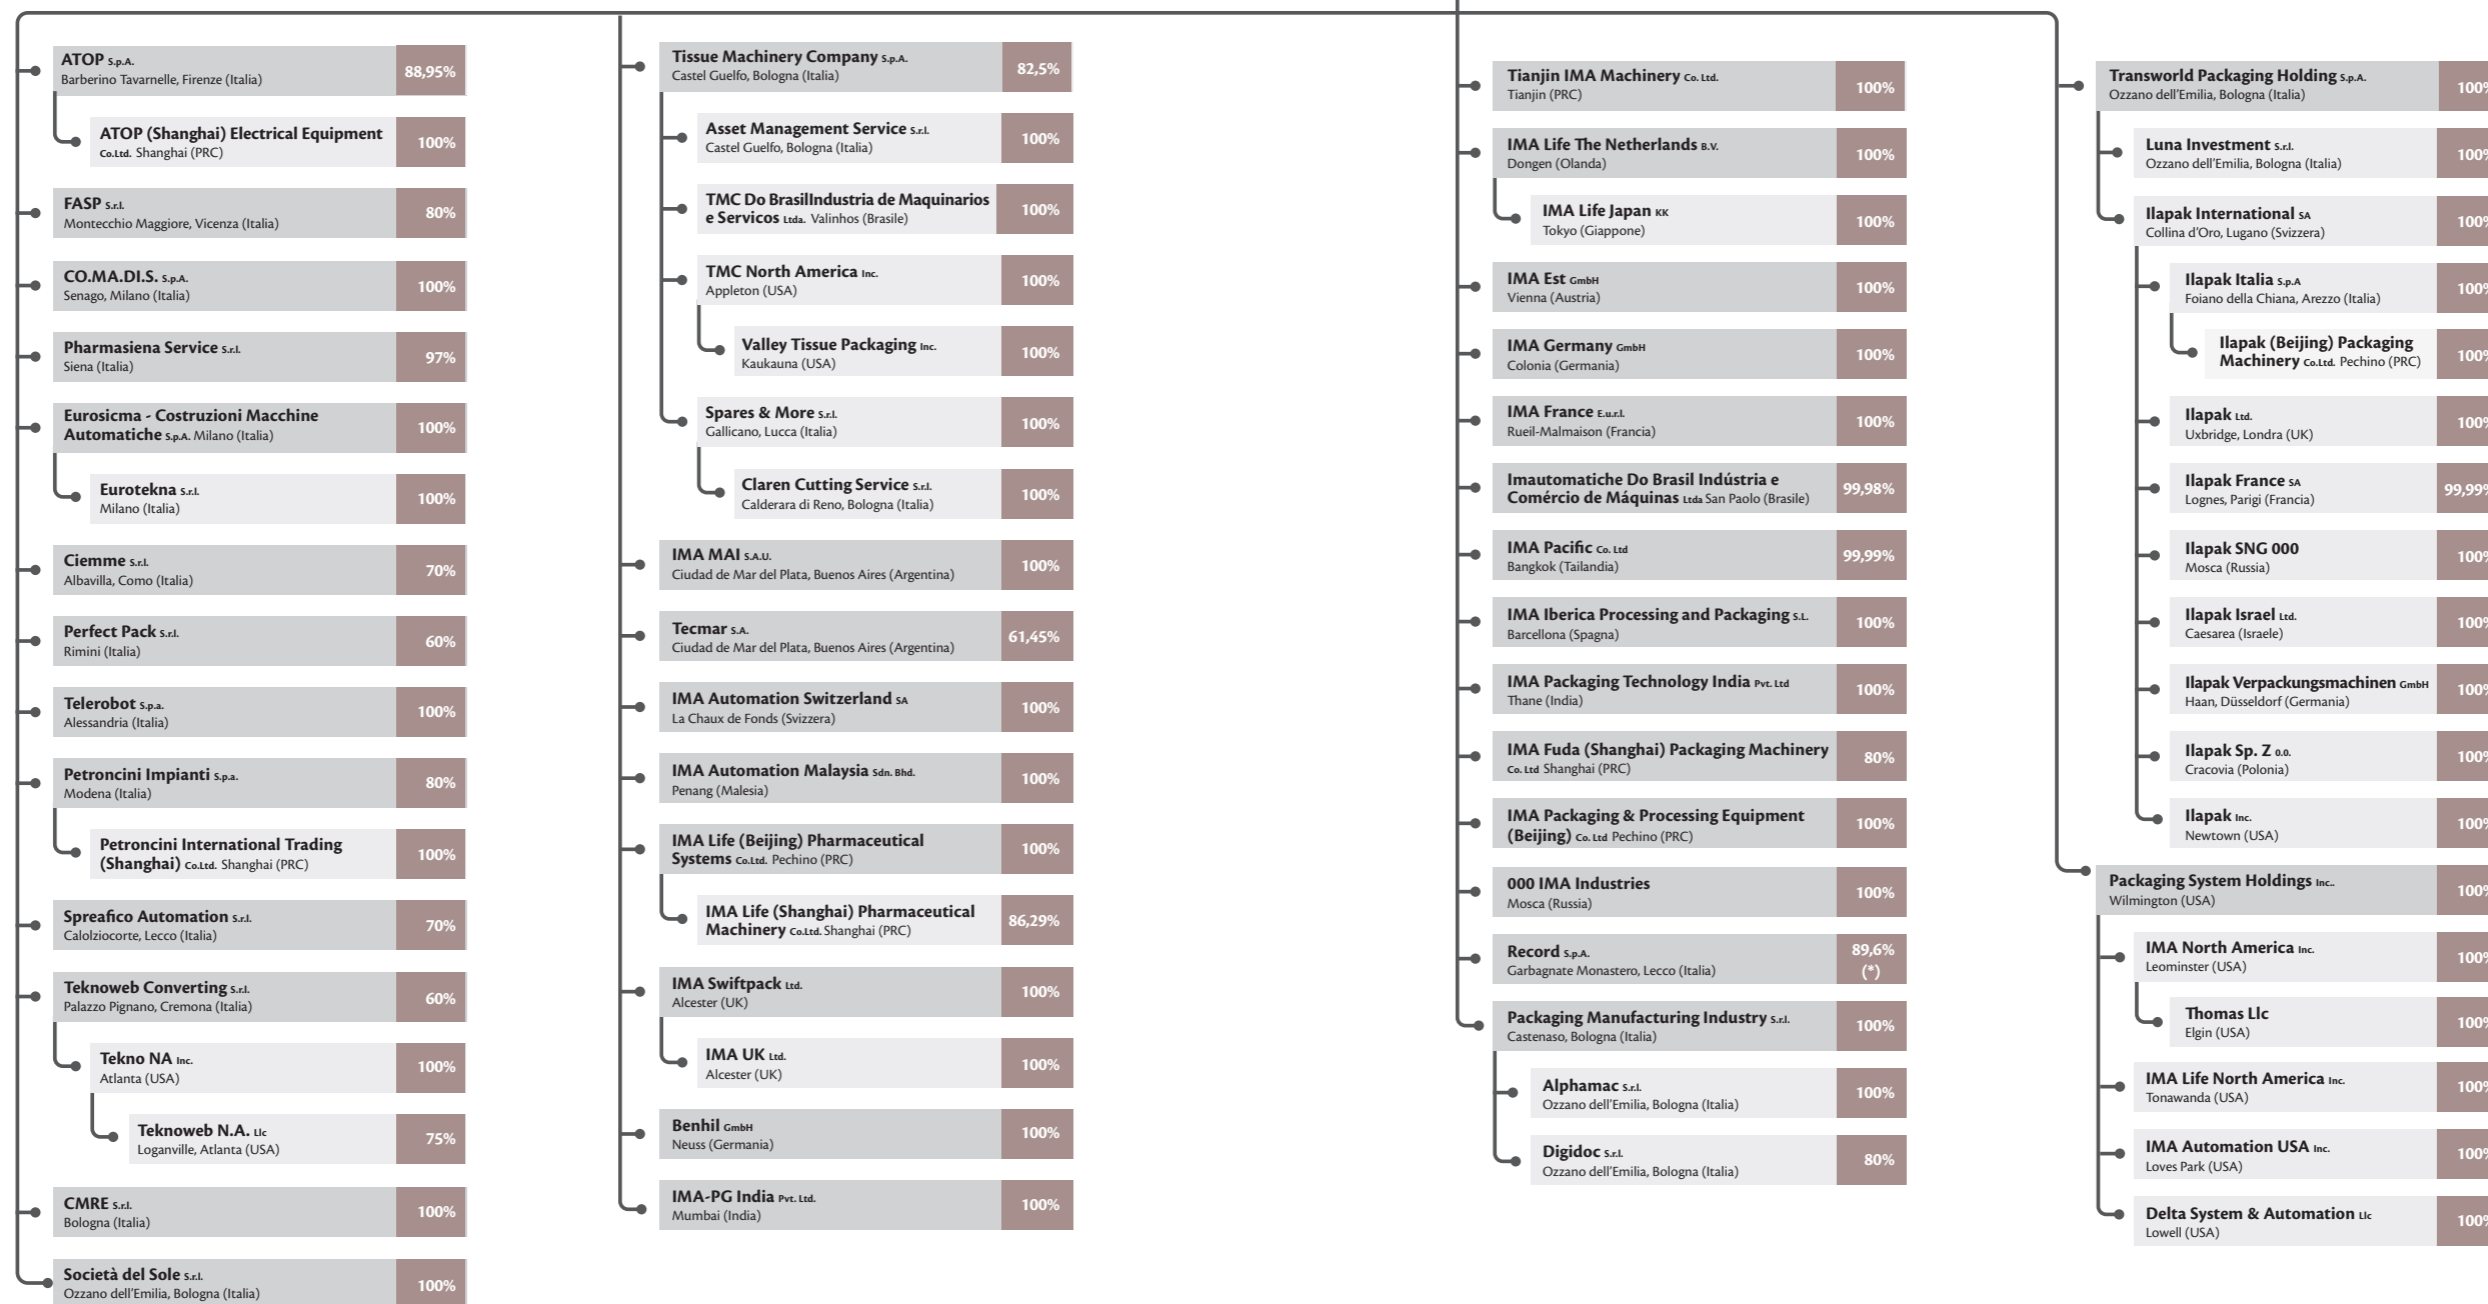 ATOP S.p.A.
Barberino Tavarnelle, Firenze (Italia)
88,95%
ATOP (Shanghai) Electrical Equipment
Co.Ltd. Shanghai (PRC)
100%
FASP S.r.l.
Montecchio Maggiore, Vicenza (Italia)
80%
CO.MA.DI.S. S.p.A.
Senago, Milano (Italia)
100%
Pharmasiena Service S.r.l.
Siena (Italia)
97%
Eurosicma - Costruzioni Macchine
Automatiche S.p.A. Milano (Italia)
100%
Eurotekna S.r.l.
Milano (Italia)
100%
Ciemme S.r.l.
Albavilla, Como (Italia)
70%
Perfect Pack S.r.l.
Rimini (Italia)
60%
Telerobot S.p.a.
Alessandria (Italia)
100%
Petroncini Impianti S.p.a.
Modena (Italia)
80%
Petroncini International Trading
(Shanghai) Co.Ltd. Shanghai (PRC)
100%
Spreafico Automation S.r.l.
Calolziocorte, Lecco (Italia)
70%
Teknoweb Converting S.r.l.
Palazzo Pignano, Cremona (Italia)
60%
Tekno NA Inc.
Atlanta (USA)
100%
Teknoweb N.A. Llc
Loganville, Atlanta (USA)
75%
CMRE S.r.l.
Bologna (Italia)
100%
Società del Sole S.r.l.
Ozzano dell'Emilia, Bologna (Italia)
100%
Tissue Machinery Company S.p.A.
Castel Guelfo, Bologna (Italia)
82,5%
Asset Management Service S.r.l.
Castel Guelfo, Bologna (Italia)
100%
TMC Do BrasilIndustria de Maquinarios
e Servicos Ltda. Valinhos (Brasile)
100%
TMC North America Inc.
Appleton (USA)
100%
Valley Tissue Packaging Inc.
Kaukauna (USA)
100%
Spares & More S.r.l.
Gallicano, Lucca (Italia)
100%
Claren Cutting Service S.r.l.
Calderara di Reno, Bologna (Italia)
100%
IMA MAI S.A.U.
Ciudad de Mar del Plata, Buenos Aires (Argentina)
100%
Tecmar S.A.
Ciudad de Mar del Plata, Buenos Aires (Argentina)
61,45%
IMA Automation Switzerland SA
La Chaux de Fonds (Svizzera)
100%
IMA Automation Malaysia Sdn. Bhd.
Penang (Malesia)
100%
IMA Life (Beijing) Pharmaceutical
Systems Co.Ltd. Pechino (PRC)
100%
IMA Life (Shanghai) Pharmaceutical
Machinery Co.Ltd. Shanghai (PRC)
86,29%
IMA Swiftpack Ltd.
Alcester (UK)
100%
IMA UK Ltd.
Alcester (UK)
100%
Benhil GmbH
Neuss (Germania)
100%
IMA-PG India Pvt. Ltd.
Mumbai (India)
100%
Tianjin IMA Machinery Co. Ltd.
Tianjin (PRC)
100%
IMA Life The Netherlands B.V.
Dongen (Olanda)
100%
IMA Life Japan KK
Tokyo (Giappone)
100%
IMA Est GmbH
Vienna (Austria)
100%
IMA Germany GmbH
Colonia (Germania)
100%
IMA France E.u.r.l.
Rueil-Malmaison (Francia)
100%
Imautomatiche Do Brasil Indústria e
Comércio de Máquinas Ltda San Paolo (Brasile)
99,98%
IMA Pacific Co. Ltd
Bangkok (Tailandia)
99,99%
IMA Iberica Processing and Packaging S.L.
Barcellona (Spagna)
100%
IMA Packaging Technology India Pvt. Ltd
Thane (India)
100%
IMA Fuda (Shanghai) Packaging Machinery
Co. Ltd Shanghai (PRC)
80%
IMA Packaging & Processing Equipment
(Beijing) Co. Ltd Pechino (PRC)
100%
000 IMA Industries
Mosca (Russia)
100%
Record S.p.A.
Garbagnate Monastero, Lecco (Italia)
89,6%
(*)
Packaging Manufacturing Industry S.r.l.
Castenaso, Bologna (Italia)
100%
Alphamac S.r.l.
Ozzano dell'Emilia, Bologna (Italia)
100%
Digidoc S.r.l.
Ozzano dell'Emilia, Bologna (Italia)
80%
Transworld Packaging Holding S.p.A.
Ozzano dell'Emilia, Bologna (Italia)
100%
Luna Investment S.r.l.
Ozzano dell'Emilia, Bologna (Italia)
100%
Ilapak International SA
Collina d'Oro, Lugano (Svizzera)
100%
Ilapak Italia S.p.A
Foiano della Chiana, Arezzo (Italia)
100%
Ilapak (Beijing) Packaging
Machinery Co.Ltd. Pechino (PRC)
100%
Ilapak Ltd.
Uxbridge, Londra (UK)
100%
Ilapak France SA
Lognes, Parigi (Francia)
99,99%
Ilapak SNG 000
Mosca (Russia)
100%
Ilapak Israel Ltd.
Caesarea (Israele)
100%
Ilapak Verpackungsmachinen GmbH
Haan, Düsseldorf (Germania)
100%
Ilapak Sp. Z o.o.
Cracovia (Polonia)
100%
Ilapak Inc.
Newtown (USA)
100%
Packaging System Holdings Inc..
Wilmington (USA)
100%
IMA North America Inc.
Leominster (USA)
100%
Thomas Llc
Elgin (USA)
100%
IMA Life North America Inc.
Tonawanda (USA)
100%
IMA Automation USA Inc.
Loves Park (USA)
100%
Delta System & Automation Llc
Lowell (USA)
100%